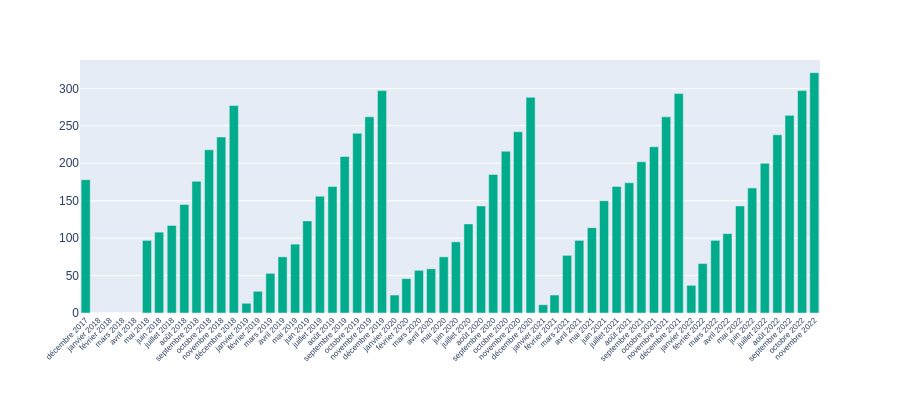 300
250
200
150
100
50
0
décembre 2017
janvier 2018
février 2018
mars 2018
avril 2018
mai 2018
juin 2018
juillet 2018
août 2018
septembre 2018
octobre 2018
novembre 2018
décembre 2018
janvier 2019
février 2019
mars 2019
avril 2019
mai 2019
juin 2019
juillet 2019
août 2019
septembre 2019
octobre 2019
novembre 2019
décembre 2019
janvier 2020
février 2020
mars 2020
avril 2020
mai 2020
juin 2020
juillet 2020
août 2020
septembre 2020
octobre 2020
novembre 2020
décembre 2020
janvier 2021
février 2021
mars 2021
avril 2021
mai 2021
juin 2021
juillet 2021
août 2021
septembre 2021
octobre 2021
novembre 2021
décembre 2021
janvier 2022
février 2022
mars 2022
avril 2022
mai 2022
juin 2022
juillet 2022
août 2022
septembre 2022
octobre 2022
novembre 2022